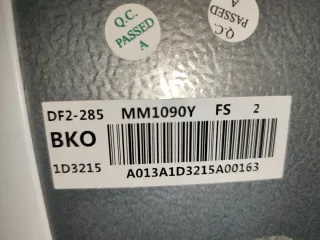 Q.C.
PASSED
A
Q.C.
PASSED
A
DF2-285 MM1090Y FS 2
BKO
1D3215
A013A1D3215A00163